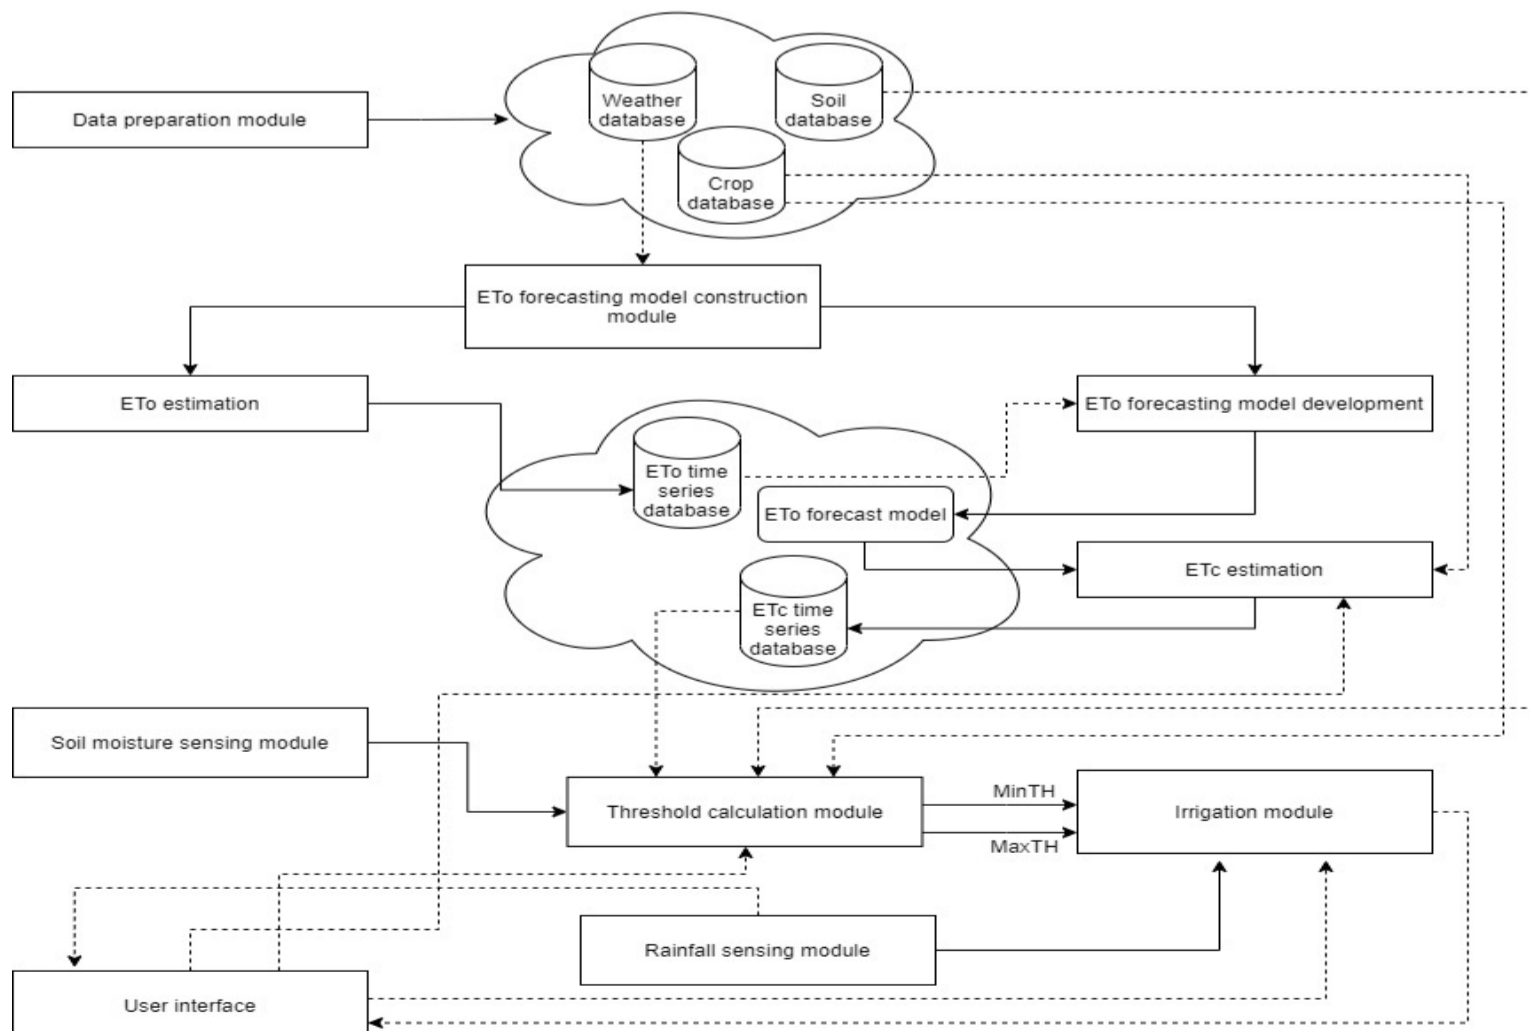 Weather
database
Soil
database
Data preparation module
Crop
database
ETo forecasting model construction
module
ETo estimation
ETo forecasting model development
ETo time
series
database
ETo forecast model
ETc estimation
ETc time
series
database
Soil moisture sensing module
MinTH
Threshold calculation module
Irrigation module
MaxTH
Rainfall sensing module
User interface